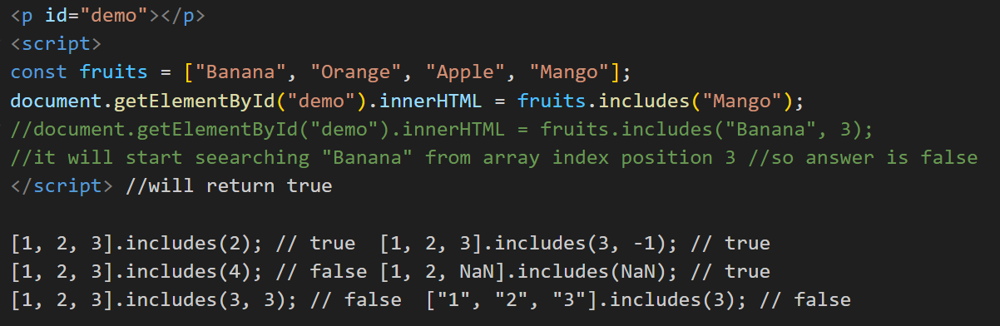 <p id="demo"></p>
<script>
const fruits = ["Banana", "Orange", "Apple", "Mango"];
document.getElementById("demo").innerHTML = fruits.includes("Mango");
//document.getElementById("demo").innerHTML = fruits.includes("Banana", 3);
//it will start seearching "Banana" from array index position 3 //so answer is false
</script> //will return true
[1, 2, 3].includes(2); // true  [1, 2, 3].includes(3, -1); // true
[1, 2, 3].includes(4); // false [1, 2, NaN].includes(NaN); // true
[1, 2, 3].includes(3, 3); // false  ["1", "2", "3"].includes(3); // false